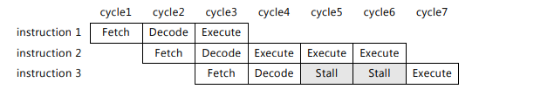 cycle1 cycle2 cycle3 cycle4 cycle5 cycle6 cycle7
instruction 1 Fetch Decode Execute
instruction 2 Fetch Decode Execute Execute Execute
instruction 3 Fetch Decode Stall Stall Execute